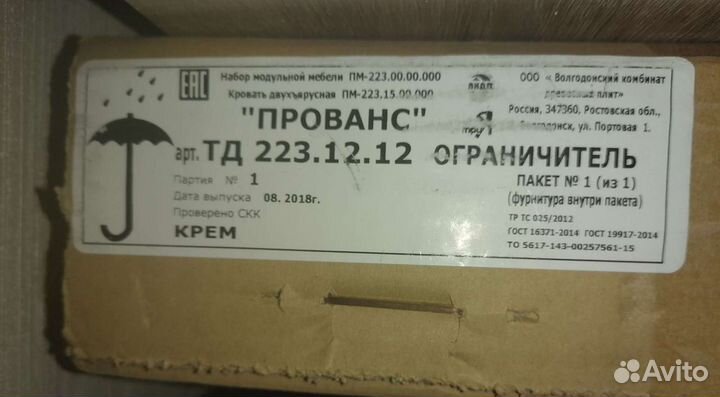 EAC
Набор модульной мебели ПМ-223.00.00.000
Кровать двухъярусная ПМ-223.15.00.000
"ПРОВАНС"
арт. ТД 223.12.12 ОГРАНИЧИТЕЛЬ
Партия № 1
Дата выпуска 08. 2018г.
Проверено СКК
КРЕМ
ООО « Волгодонский комбинат
древесных плит»
Россия, 347360, Ростовская обл.,
Волгодонск, ул. Портовая 1.
ПАКЕТ № 1 (из 1)
(фурнитура внутри пакета)
ТР ТС 025/2012
ГОСТ 16371-2014 ГОСТ 19917-2014
ТО 5617-143-00257561-15
Avito